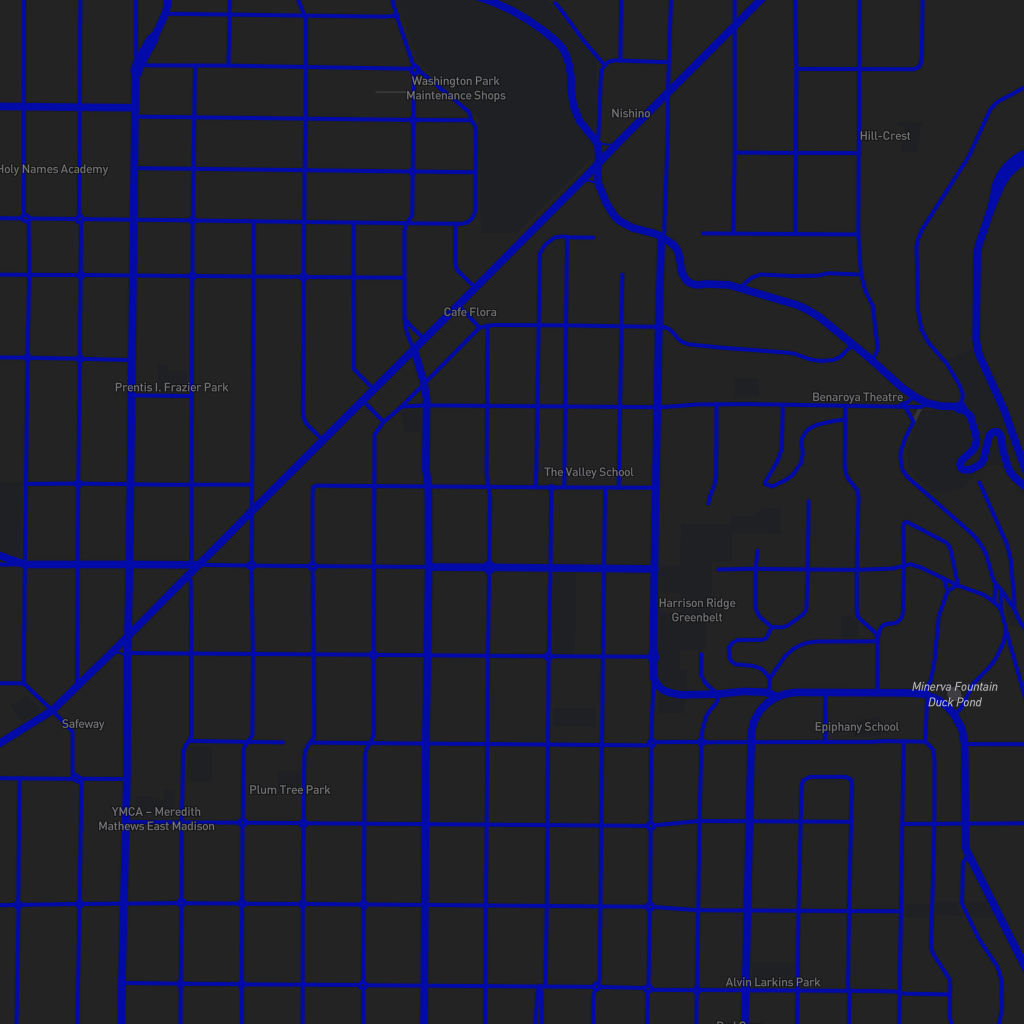 Washington Park
Maintenance Shops
Nishino
Hill-Crest
Holy Names Academy
Cafe Flora
Prentis I. Frazier Park
Benaroya Theatre
The Valley School
Harrison Ridge
Greenbelt
Minerva Fountain
Duck Pond
Safeway
Epiphany School
Plum Tree Park
YMCA – Meredith
Mathews East Madison
Alvin Larkins Park